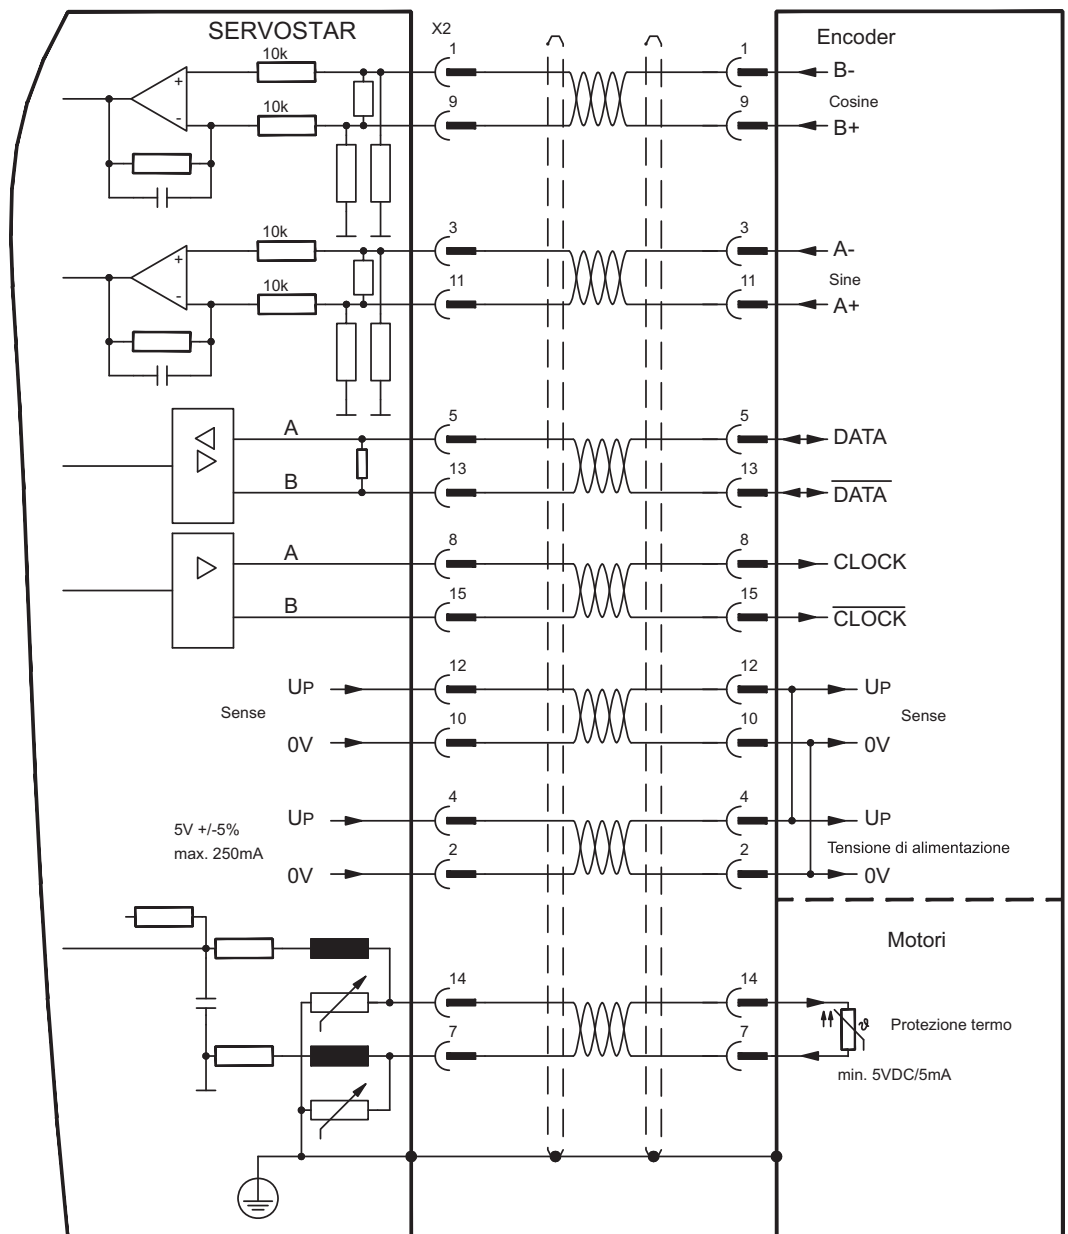 SERVOSTAR
X2
Encoder
10k
1
1
B-
Cosine
10k
9
9
B+
+
-
10k
3
3
A-
Sine
10k
11
11
A+
+
-
A
5
5
DATA
B
13
13
DATA
A
8
8
CLOCK
B
15
15
CLOCK
UP
12
12
UP
Sense
Sense
0V
10
10
0V
UP
4
4
UP
5V +/-5%
max. 250mA
Tensione di alimentazione
0V
2
2
0V
Motori
14
14
ϑ
Protezione termo
7
7
min. 5VDC/5mA